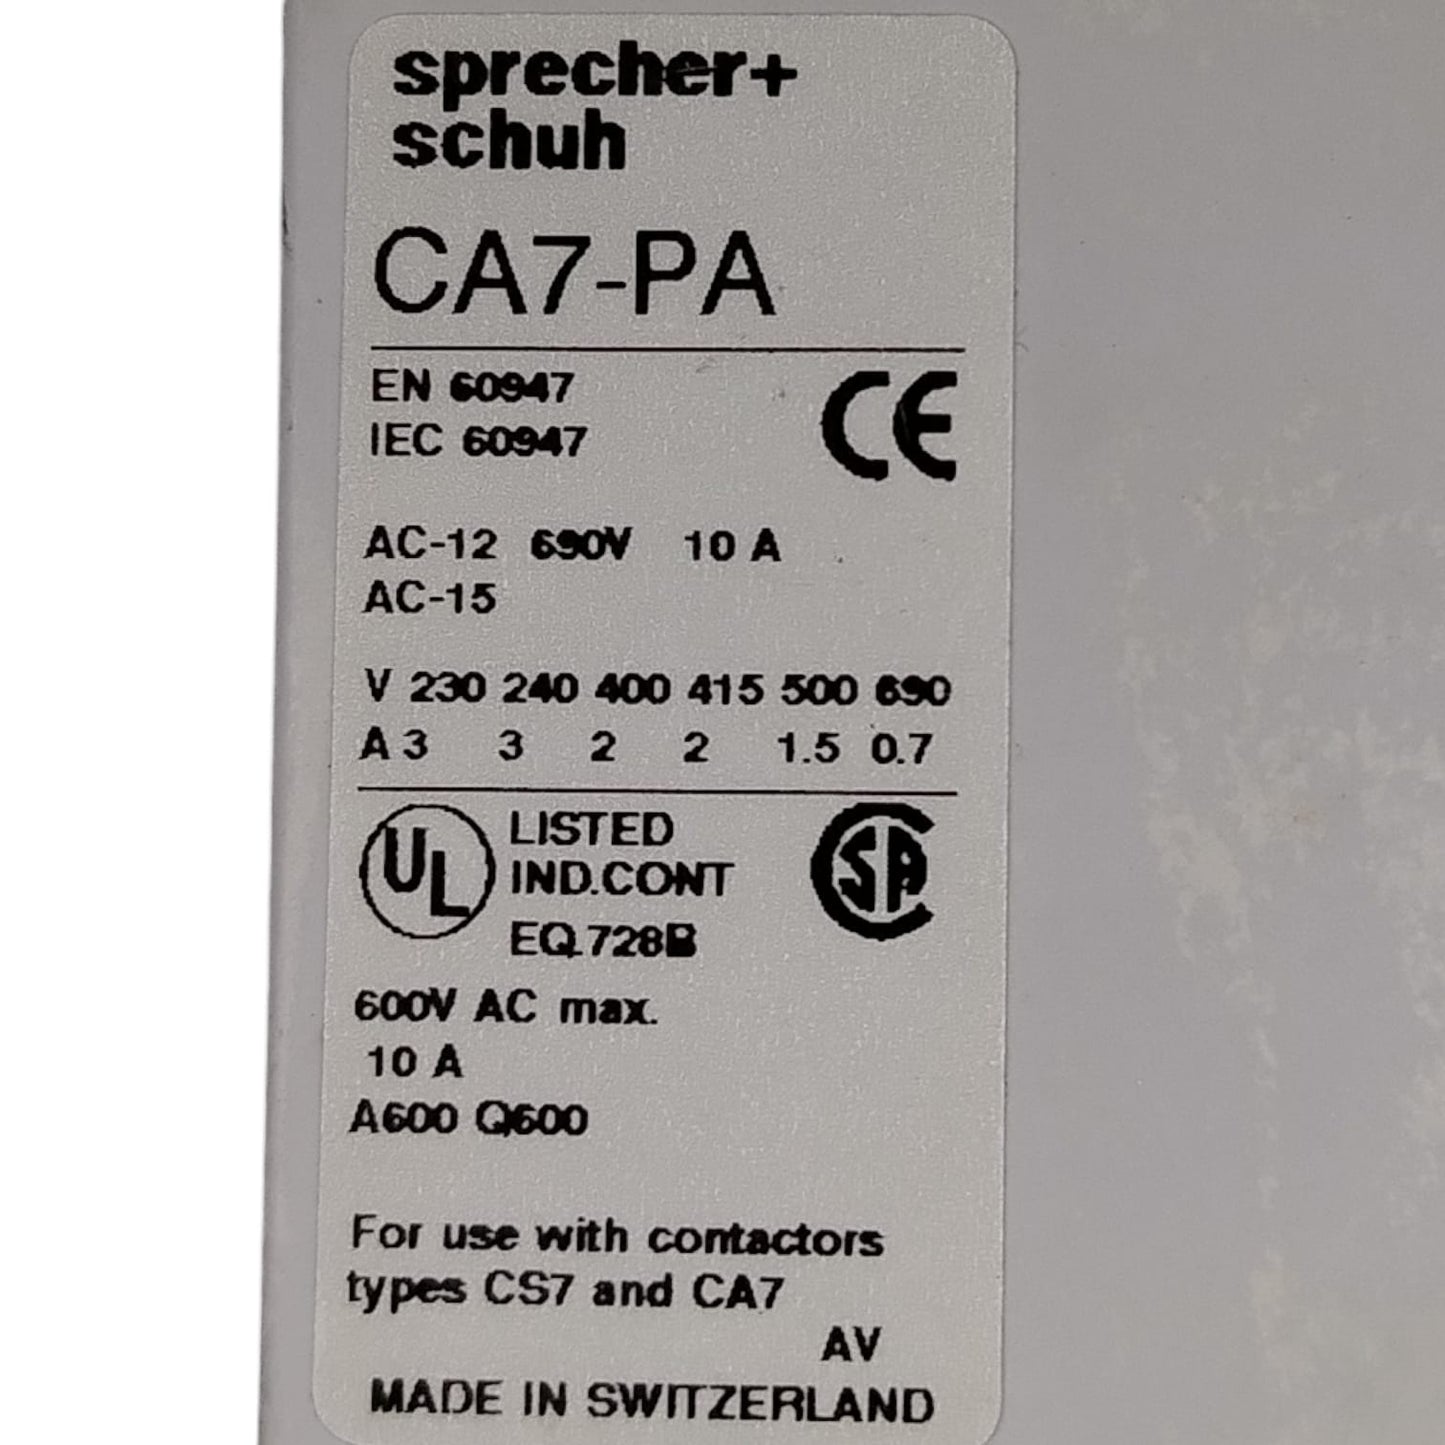 sprecher+
schuh
CA7-PA
EN 60947
IEC 60947
CE
AC-12 690V 10 A
AC-15
V 230 240 400 415 500 690
A 3 3 2 2 1.5 0.7
UL LISTED
IND.CONT
EQ.728B
CSA
600V AC max.
10 A
A600 Q600
For use with contactors
types CS7 and CA7
AV
MADE IN SWITZERLAND